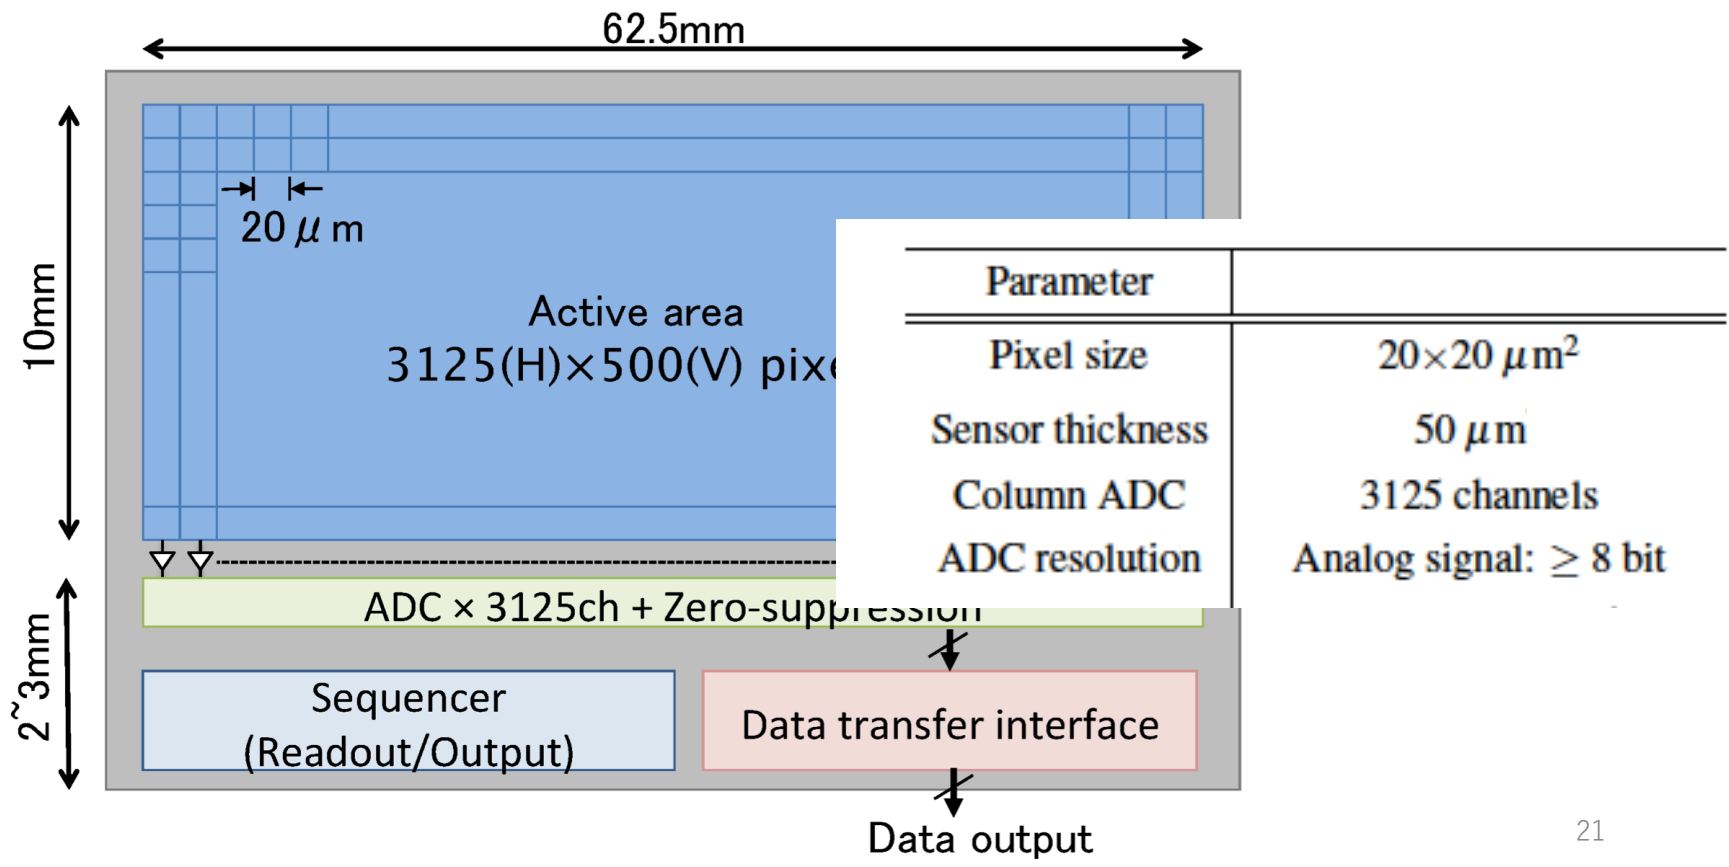 62.5mm
10mm
20 μm
Active area
3125(H)×500(V) pixe
ADC × 3125ch + Zero-suppression
2~3mm
Sequencer
(Readout/Output)
Data transfer interface
Data output
Parameter
Pixel size 20×20 μm²
Sensor thickness 50 μm
Column ADC 3125 channels
ADC resolution Analog signal: ≥ 8 bit
21